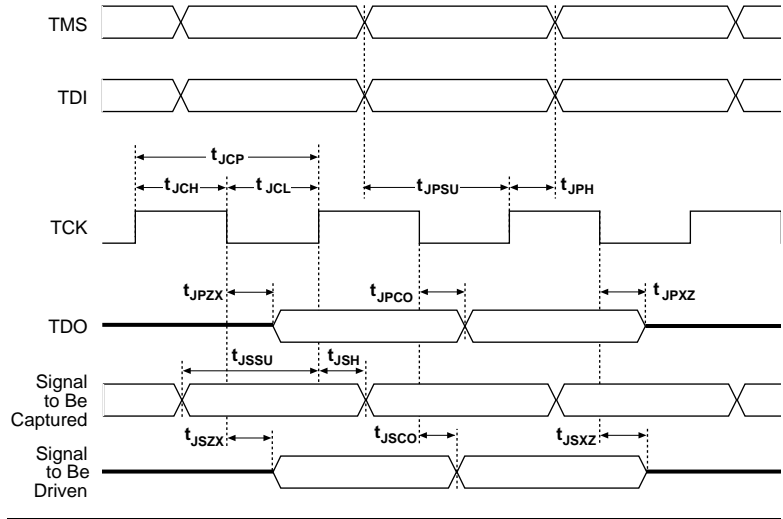 TMS
TDI
tJCP
tJCH
tJCL
tJPSU
tJPH
TCK
tJPZX
tJPCO
tJPXZ
TDO
tJSSU
tJSH
Signal
to Be
Captured
tJSZX
tJSCO
tJSXZ
Signal
to Be
Driven